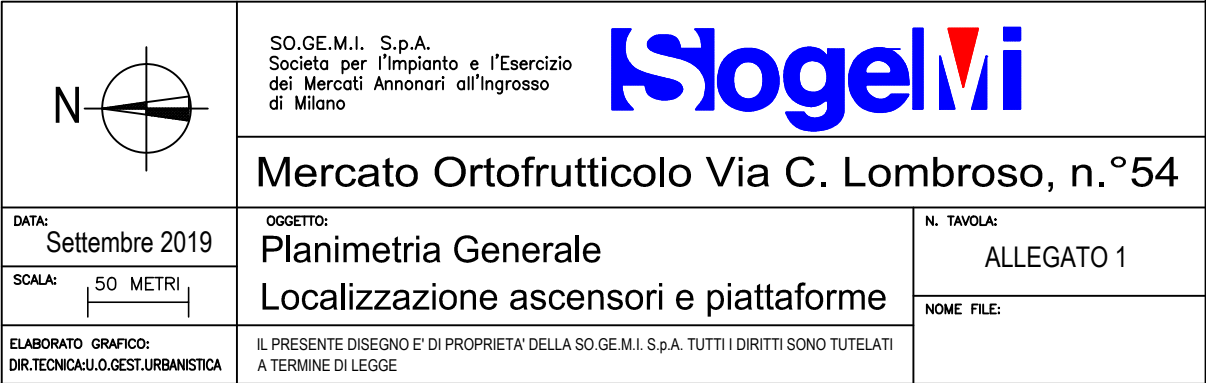 N
SO.GE.M.I. S.p.A.
Societa per l'Impianto e l'Esercizio
dei Mercati Annonari all'Ingrosso
di Milano
SogeMi
Mercato Ortofrutticolo Via C. Lombroso, n.°54
DATA:
Settembre 2019
SCALA:
50 METRI
ELABORATO GRAFICO:
DIR.TECNICA:U.O.GEST.URBANISTICA
OGGETTO:
Planimetria Generale
Localizzazione ascensori e piattaforme
IL PRESENTE DISEGNO E' DI PROPRIETA' DELLA SO.GE.M.I. S.p.A. TUTTI I DIRITTI SONO TUTELATI
A TERMINE DI LEGGE
N. TAVOLA:
ALLEGATO 1
NOME FILE: